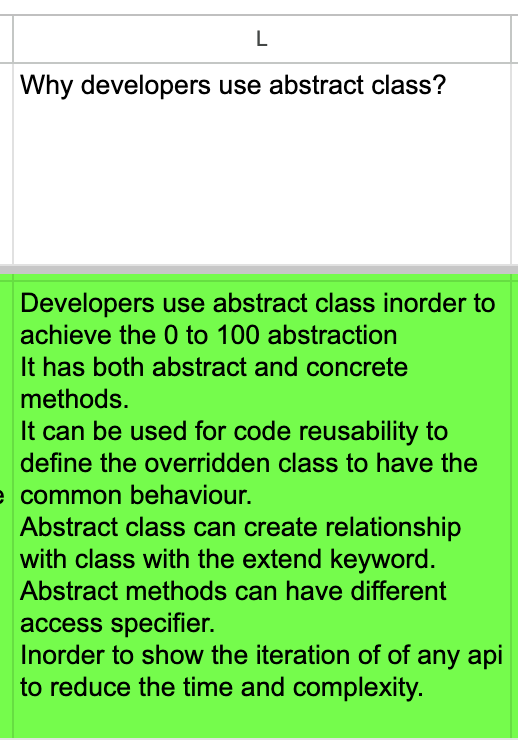 L
Why developers use abstract class?
Developers use abstract class inorder to
achieve the 0 to 100 abstraction
It has both abstract and concrete
methods.
It can be used for code reusability to
define the overridden class to have the
common behaviour.
Abstract class can create relationship
with class with the extend keyword.
Abstract methods can have different
access specifier.
Inorder to show the iteration of of any api
to reduce the time and complexity.